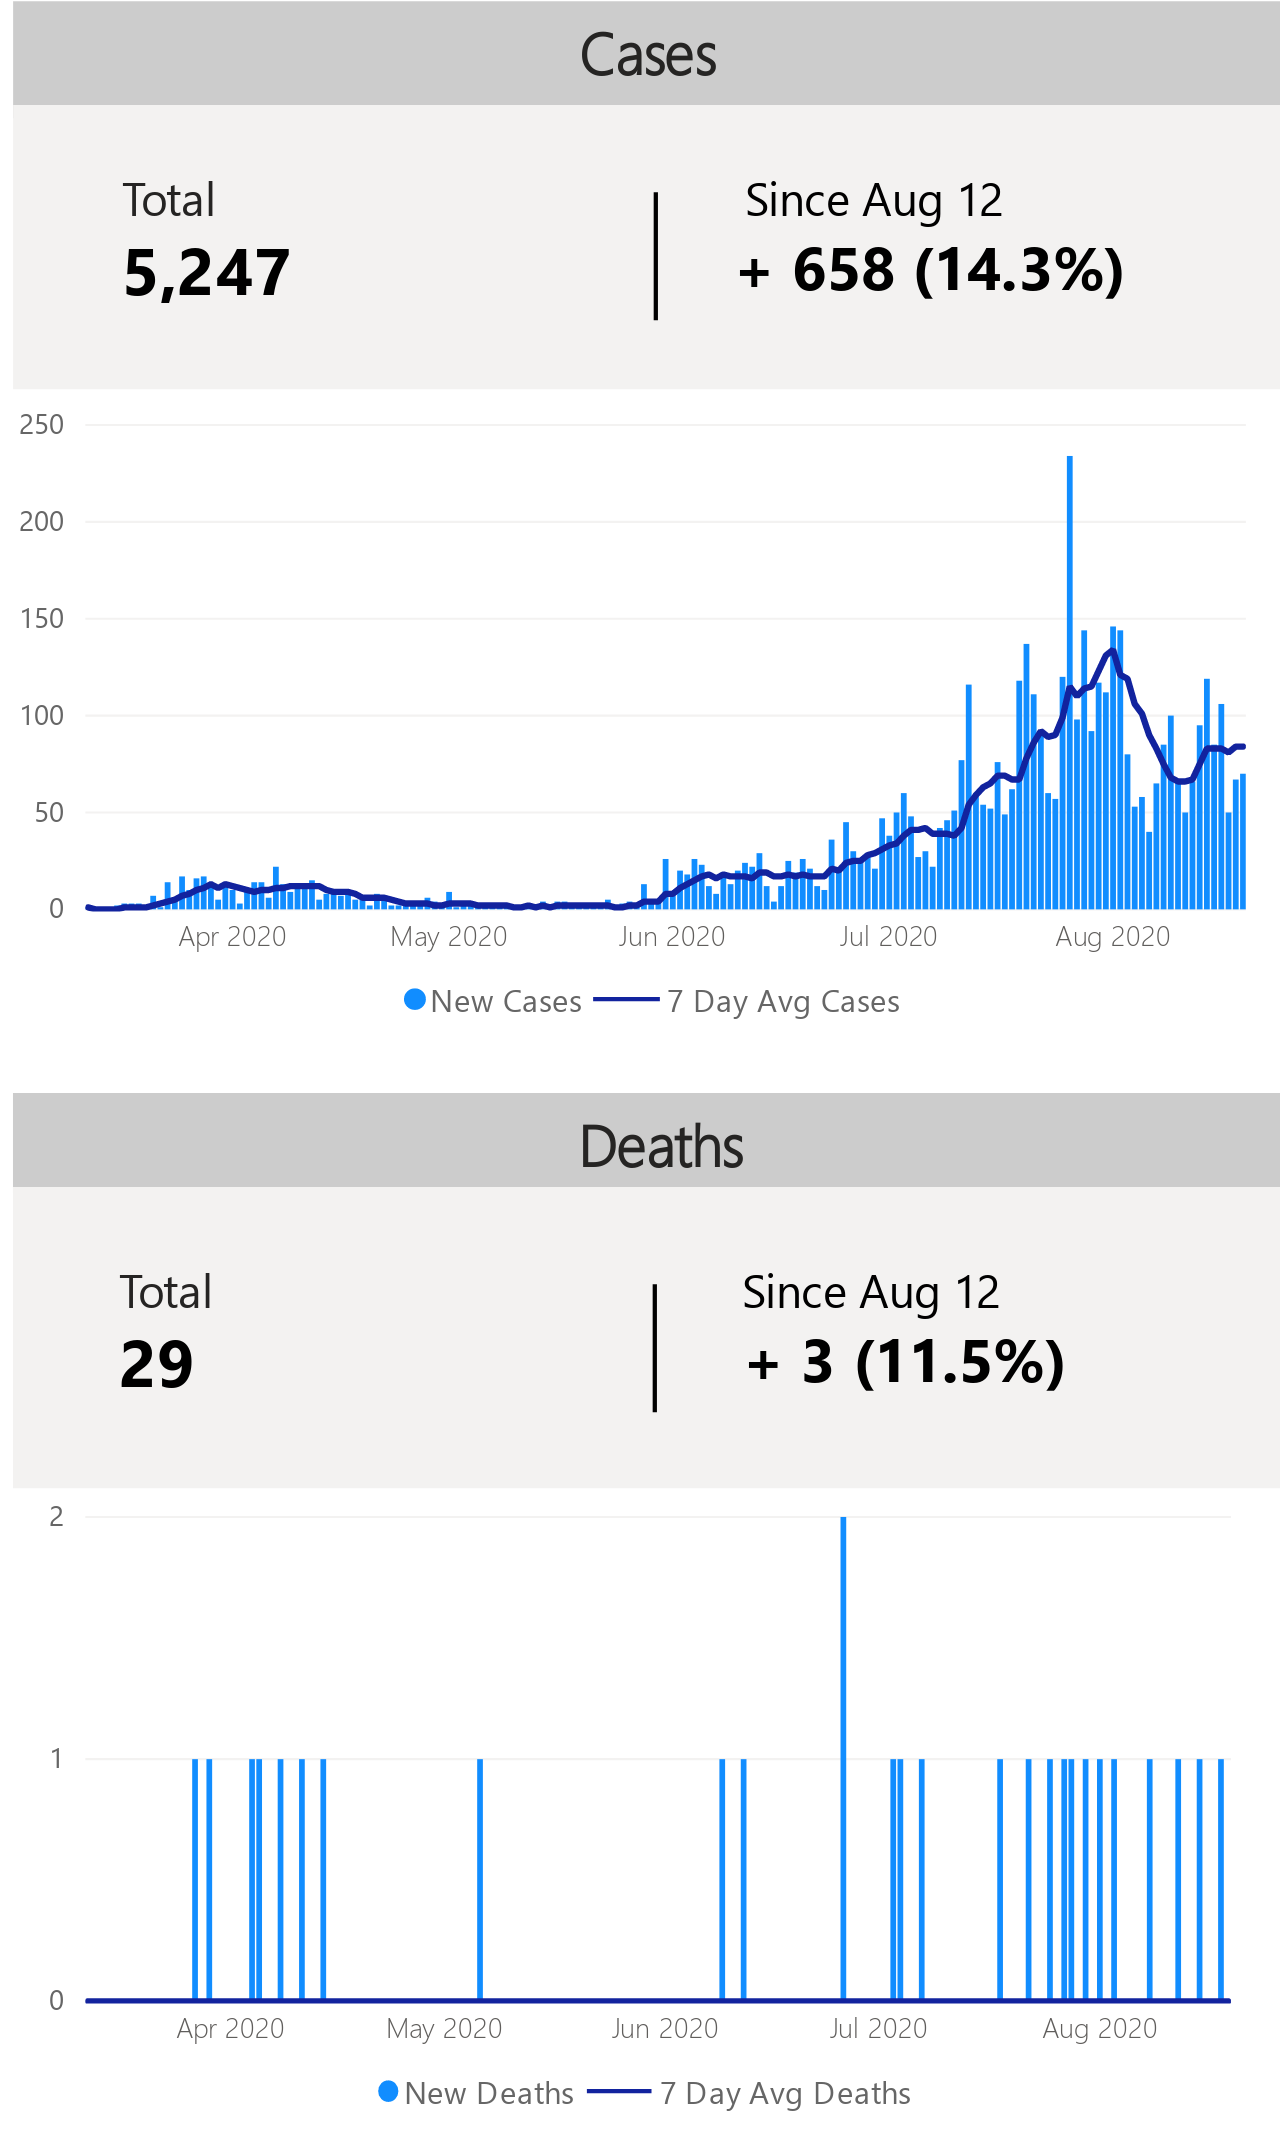 Cases
Total
Since Aug 12
5,247
+ 658 (14.3%)
250
200
150
100
50
0
Apr 2020 May 2020 Jun 2020 Jul 2020 Aug 2020
New Cases 7 Day Avg Cases
Deaths
Total
Since Aug 12
29
+ 3 (11.5%)
2
1
0
Apr 2020 May 2020 Jun 2020 Jul 2020 Aug 2020
New Deaths 7 Day Avg Deaths